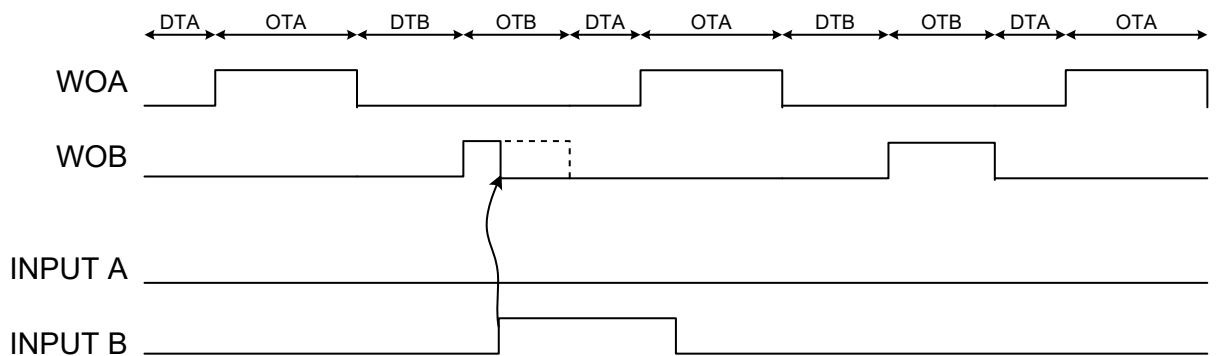 DTA OTA DTB OTB DTA OTA DTB OTB DTA OTA
WOA
WOB
INPUT A
INPUT B